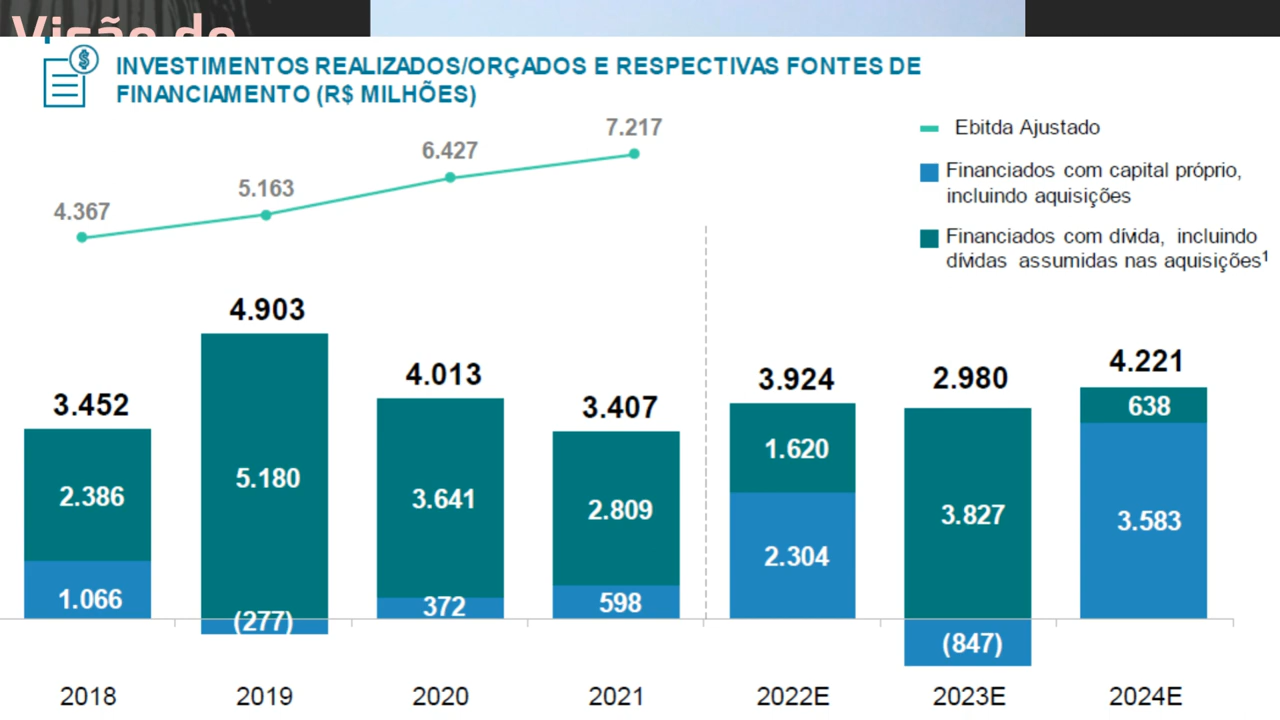 Visão de
$
INVESTIMENTOS REALIZADOS/ORÇADOS E RESPECTIVAS FONTES DE
FINANCIAMENTO (R$ MILHÕES)
4.367
5.163
6.427
7.217
Ebitda Ajustado
Financiados com capital próprio,
incluindo aquisições
Financiados com dívida, incluindo
dívidas assumidas nas aquisições¹
3.452
4.903
4.013
3.407
3.924
2.980
4.221
2.386
5.180
3.641
2.809
1.620
3.827
638
1.066
(277)
372
598
2.304
(847)
3.583
2018
2019
2020
2021
2022E
2023E
2024E